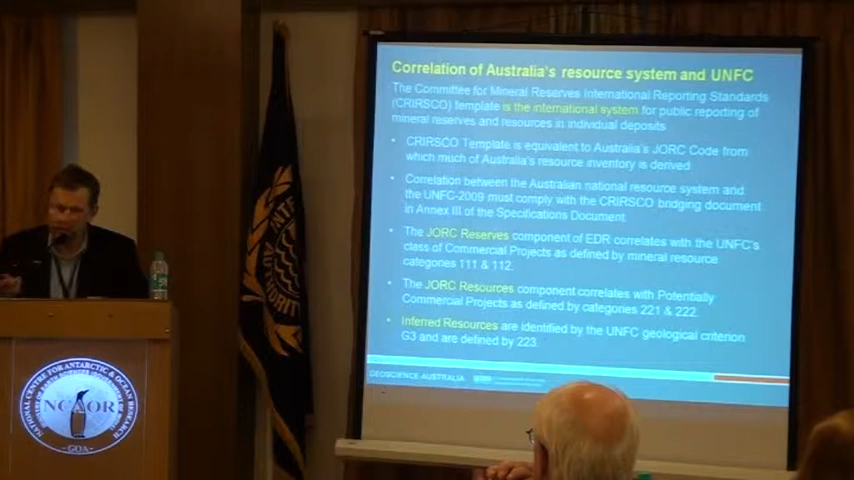 Correlation of Australia's resource system and UNFC
The Committee for Mineral Reserves International Reporting Standards
(CRIRSCO) template is the international system for public reporting of
mineral reserves and resources in individual deposits
• CRIRSCO Template is equivalent to Australia's JORC Code from
which much of Australia's resource inventory is derived
• Correlation between the Australian national resource system and
the UNFC-2009 must comply with the CRIRSCO bridging document
in Annex III of the Specifications Document
• The JORC Reserves component of EDR correlates with the UNFC's
class of Commercial Projects as defined by mineral resource
categories 111 & 112.
• The JORC Resources component correlates with Potentially
Commercial Projects as defined by categories 221 & 222.
• Inferred Resources are identified by the UNFC geological criterion
G3 and are defined by 223.
GEOSCIENCE AUSTRALIA
NATIONAL CENTRE FOR ANTARCTIC & OCEAN RESEARCH
NCAOR
GOA